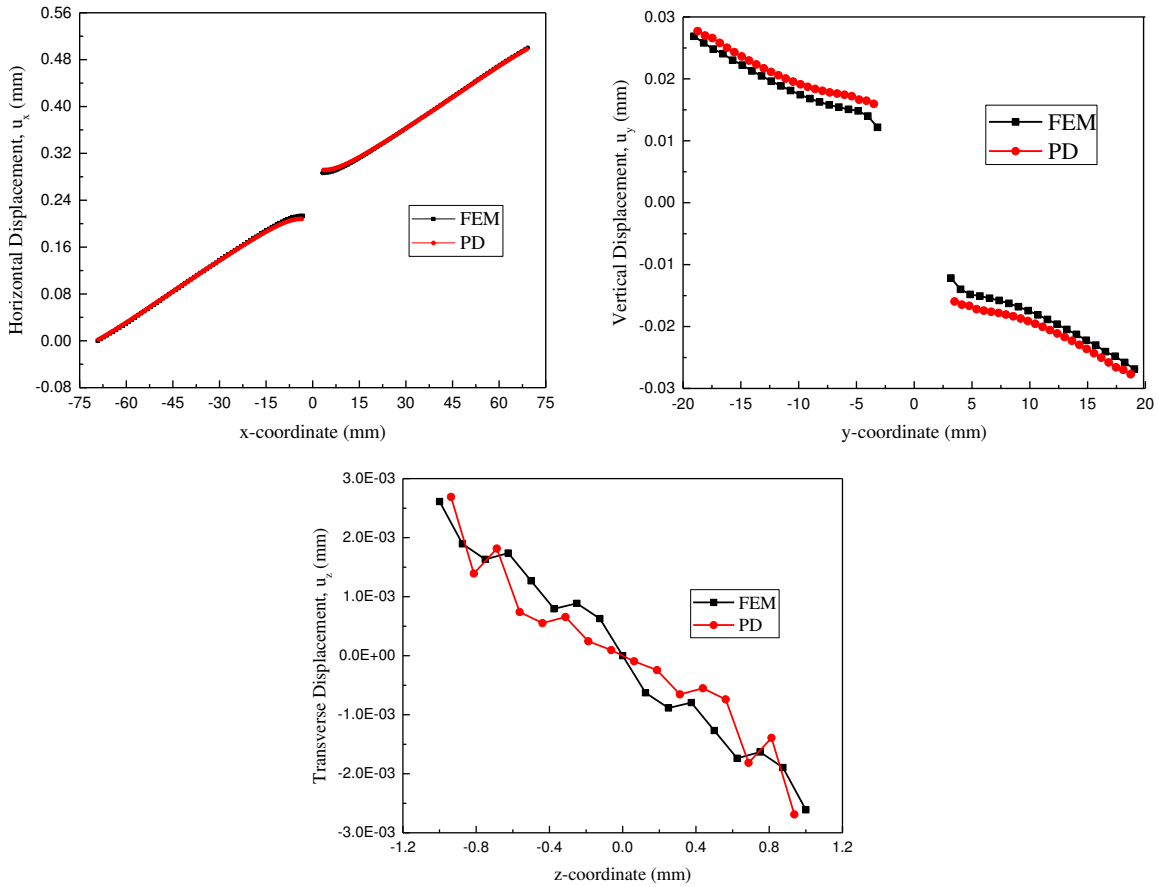 0.56
0.48
0.40
0.32
0.24
0.16
0.08
0.00
-0.08
Horizontal Displacement, u_x (mm)
FEM
PD
-75 -60 -45 -30 -15 0 15 30 45 60 75
x-coordinate (mm)
0.03
0.02
0.01
0.00
-0.01
-0.02
-0.03
Vertical Displacement, u_y (mm)
FEM
PD
-20 -15 -10 -5 0 5 10 15 20
y-coordinate (mm)
3.0E-03
2.0E-03
1.0E-03
0.0E+00
-1.0E-03
-2.0E-03
-3.0E-03
Transverse Displacement, u_z (mm)
FEM
PD
-1.2 -0.8 -0.4 0.0 0.4 0.8 1.2
z-coordinate (mm)